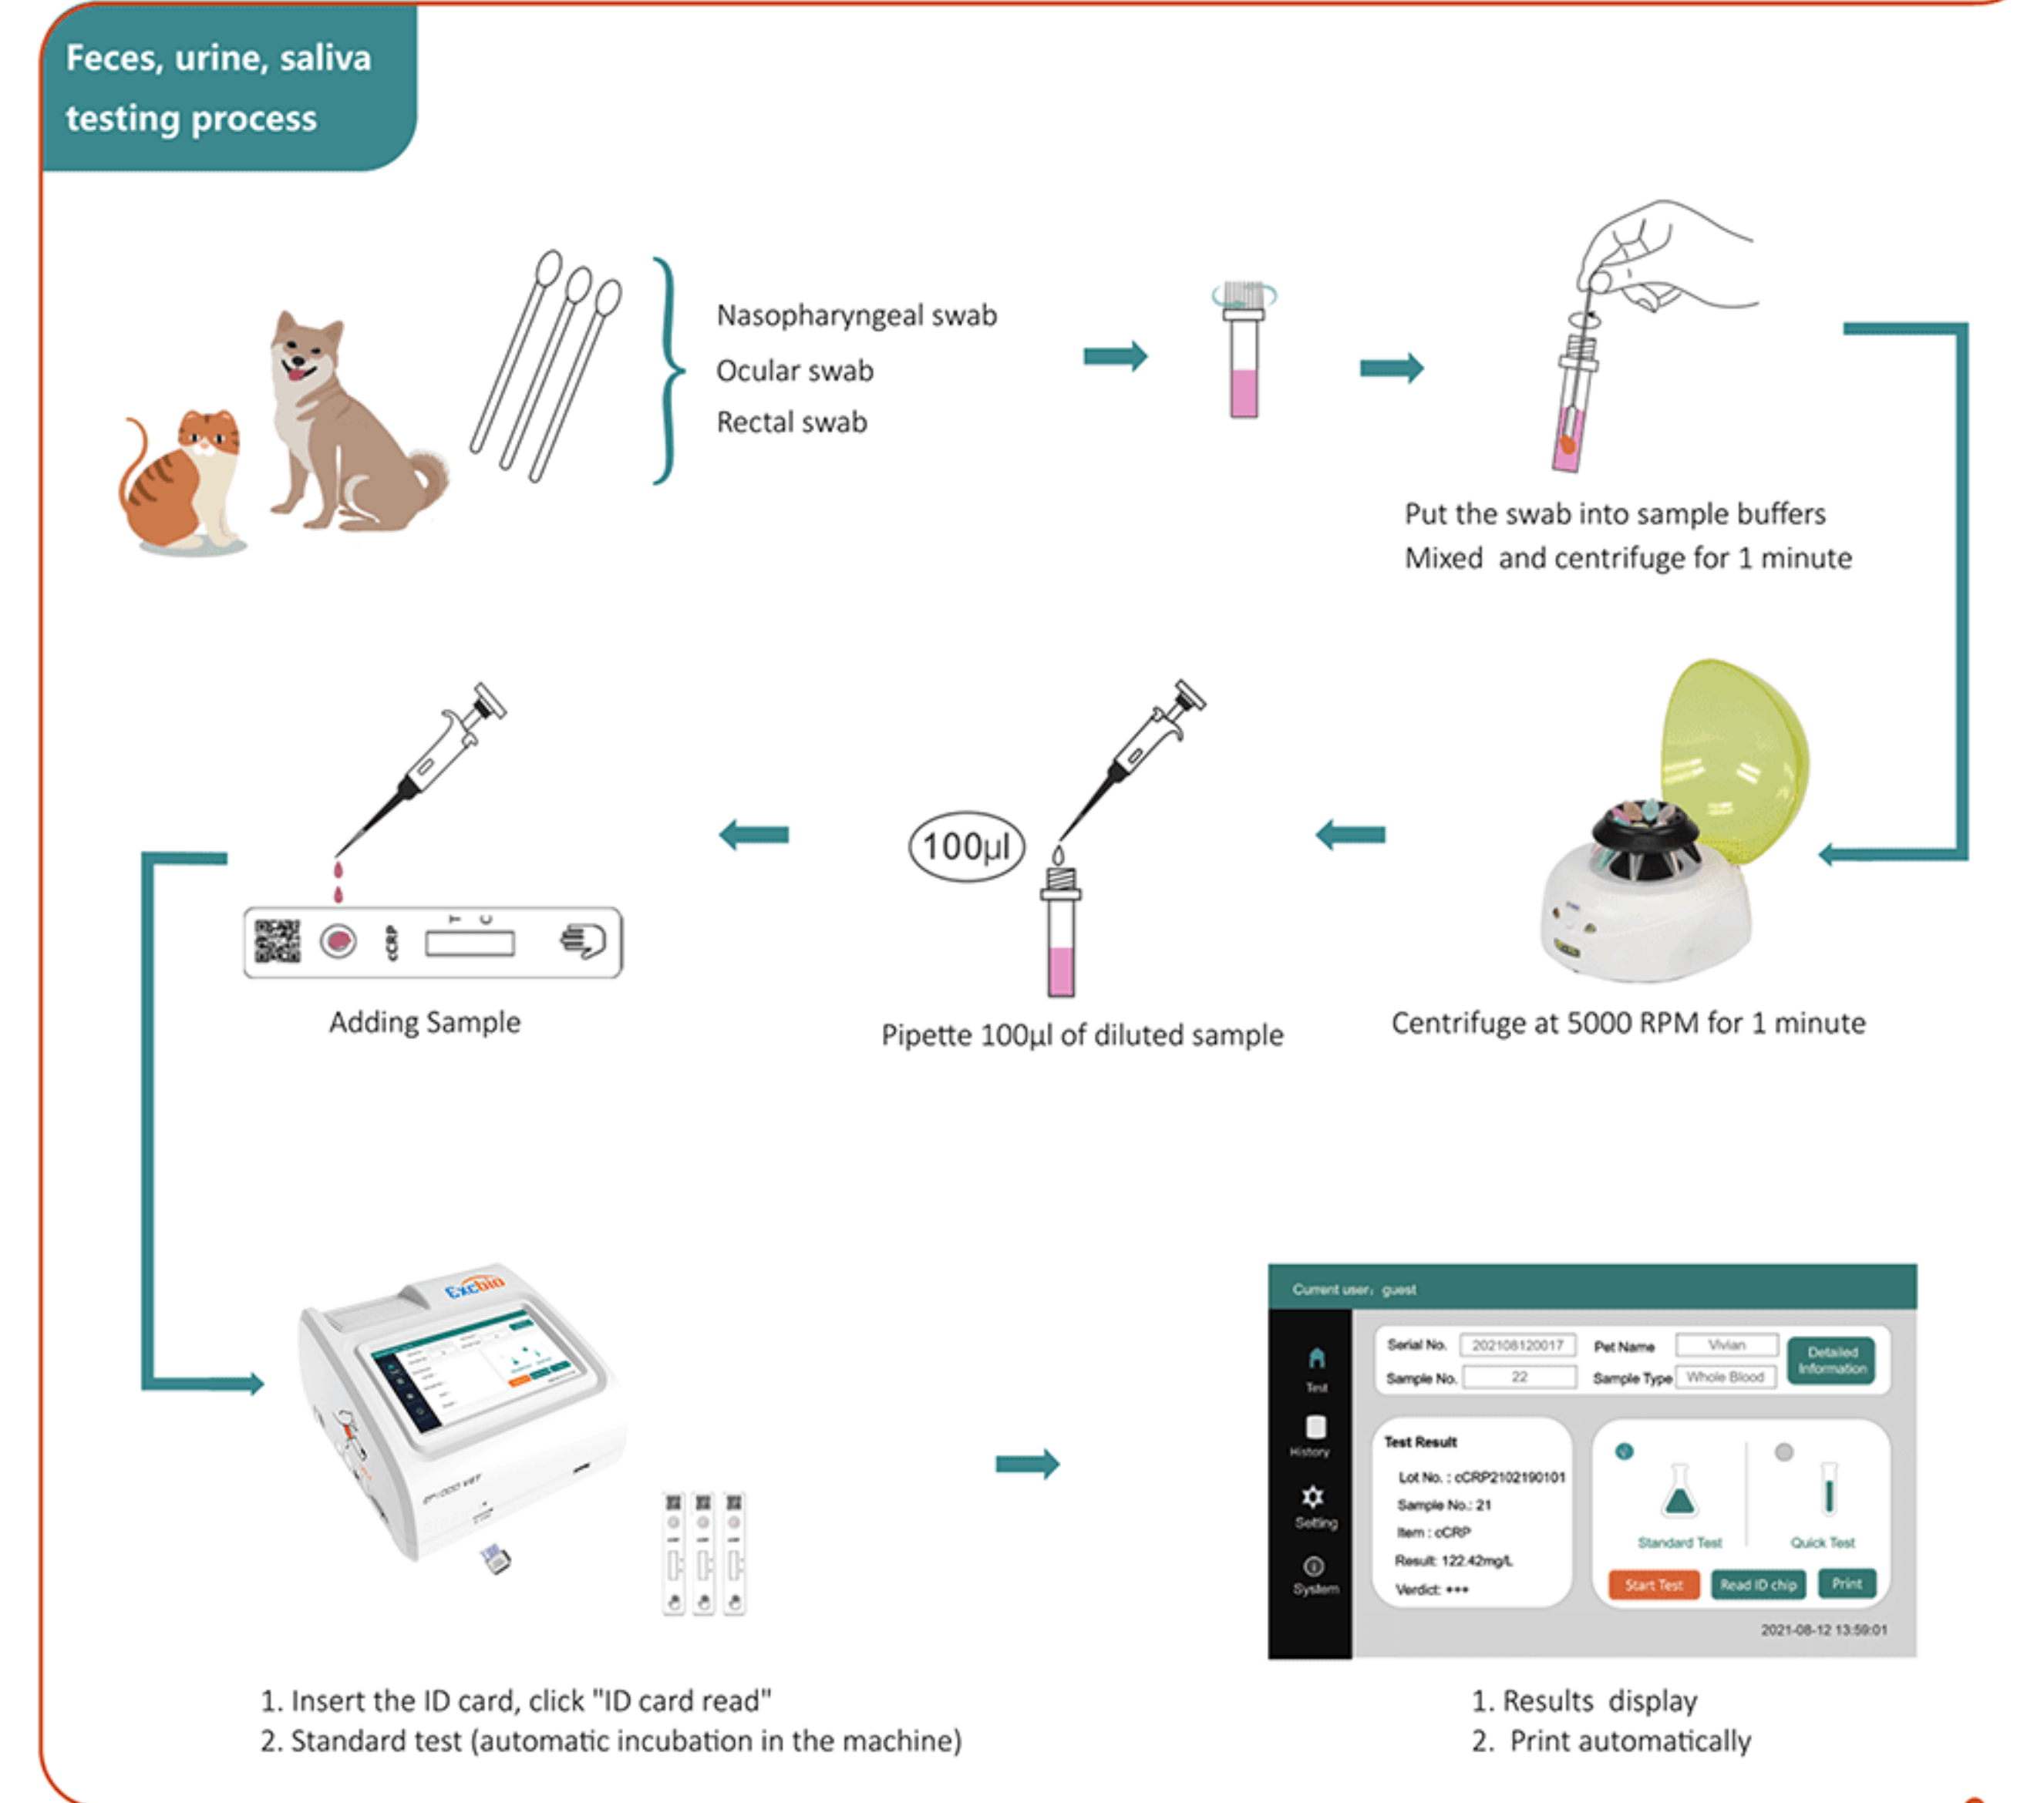 Feces, urine, saliva
testing process
Nasopharyngeal swab
Ocular swab
Rectal swab
Put the swab into sample buffers
Mixed and centrifuge for 1 minute
cCRP
T C
Adding Sample
100µl
Pipette 100µl of diluted sample
Centrifuge at 5000 RPM for 1 minute
Excbio
1. Insert the ID card, click "ID card read"
2. Standard test (automatic incubation in the machine)
Current user: guest
Test
History
Setting
System
Serial No. 202108120017 Pet Name Vivian
Sample No. 22 Sample Type Whole Blood
Detailed
Information
Test Result
Lot No. : cCRP2102190101
Sample No.: 21
Item : cCRP
Result: 122.42mg/L
Verdict: +++
Standard Test Quick Test
Start Test Read ID chip Print
2021-08-12 13:59:01
1. Results display
2. Print automatically